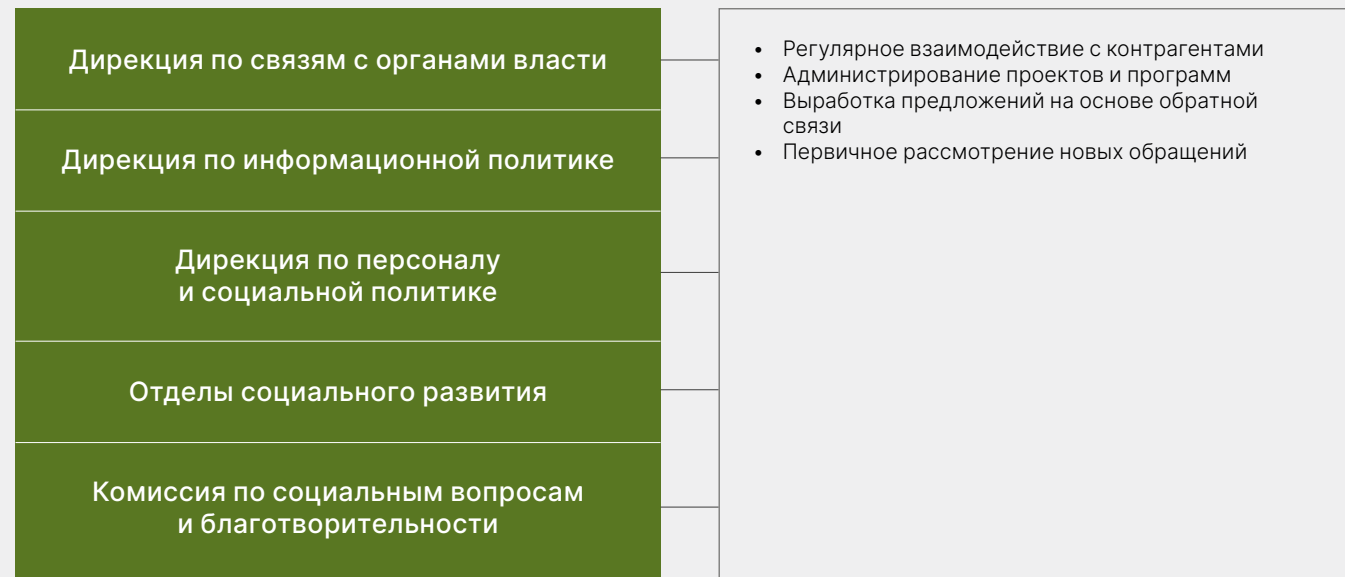 Дирекция по связям с органами власти
Дирекция по информационной политике
Дирекция по персоналу
и социальной политике
Отделы социального развития
Комиссия по социальным вопросам
и благотворительности
• Регулярное взаимодействие с контрагентами
• Администрирование проектов и программ
• Выработка предложений на основе обратной
связи
• Первичное рассмотрение новых обращений